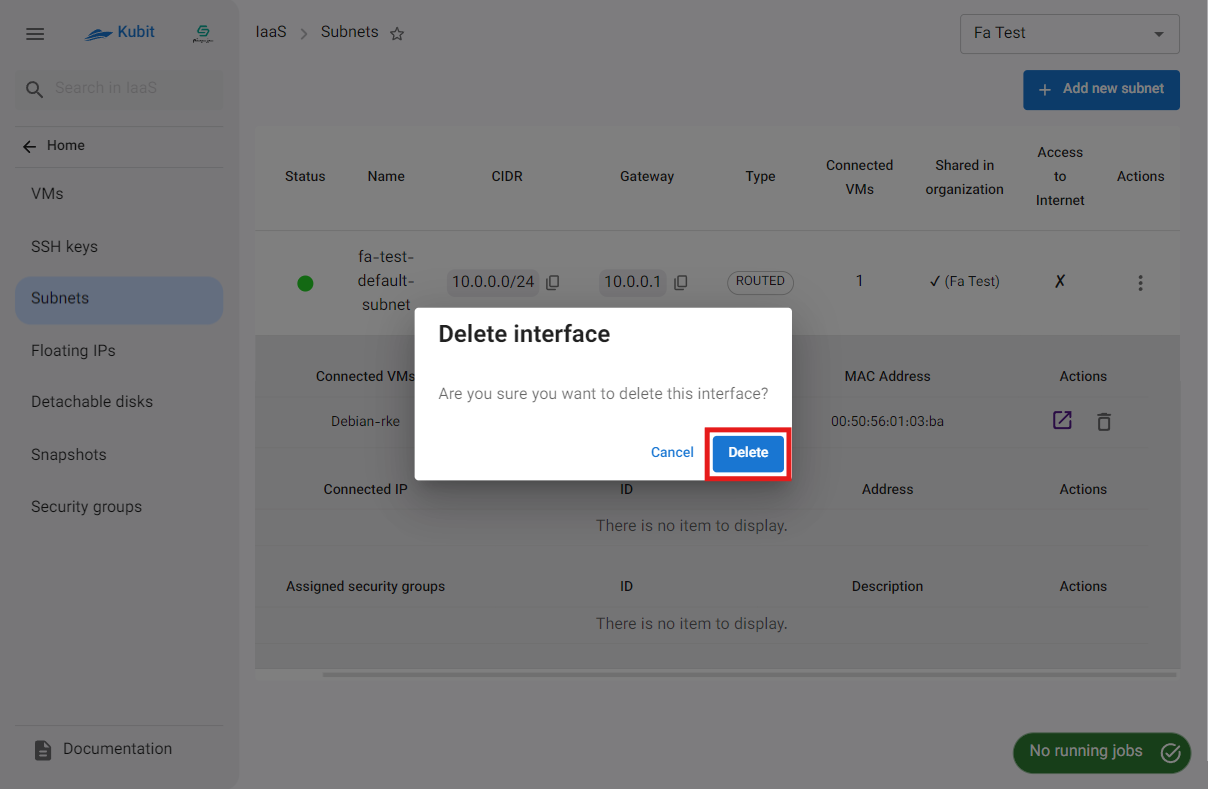 Kubit
IaaS
Subnets
Fa Test
Search in IaaS
Add new subnet
Home
VMs
SSH keys
Subnets
Floating IPs
Detachable disks
Snapshots
Security groups
Documentation
Status
Name
CIDR
Gateway
Type
Connected
VMs
Shared in
organization
Access
to
Internet
Actions
fa-test-
default-
subnet
10.0.0.0/24
10.0.0.1
ROUTED
1
✓ (Fa Test)
✗
Connected VMs
MAC Address
Actions
Debian-rke
00:50:56:01:03:ba
Delete interface
Are you sure you want to delete this interface?
Cancel
Delete
Connected IP
ID
Address
Actions
There is no item to display.
Assigned security groups
ID
Description
Actions
There is no item to display.
No running jobs